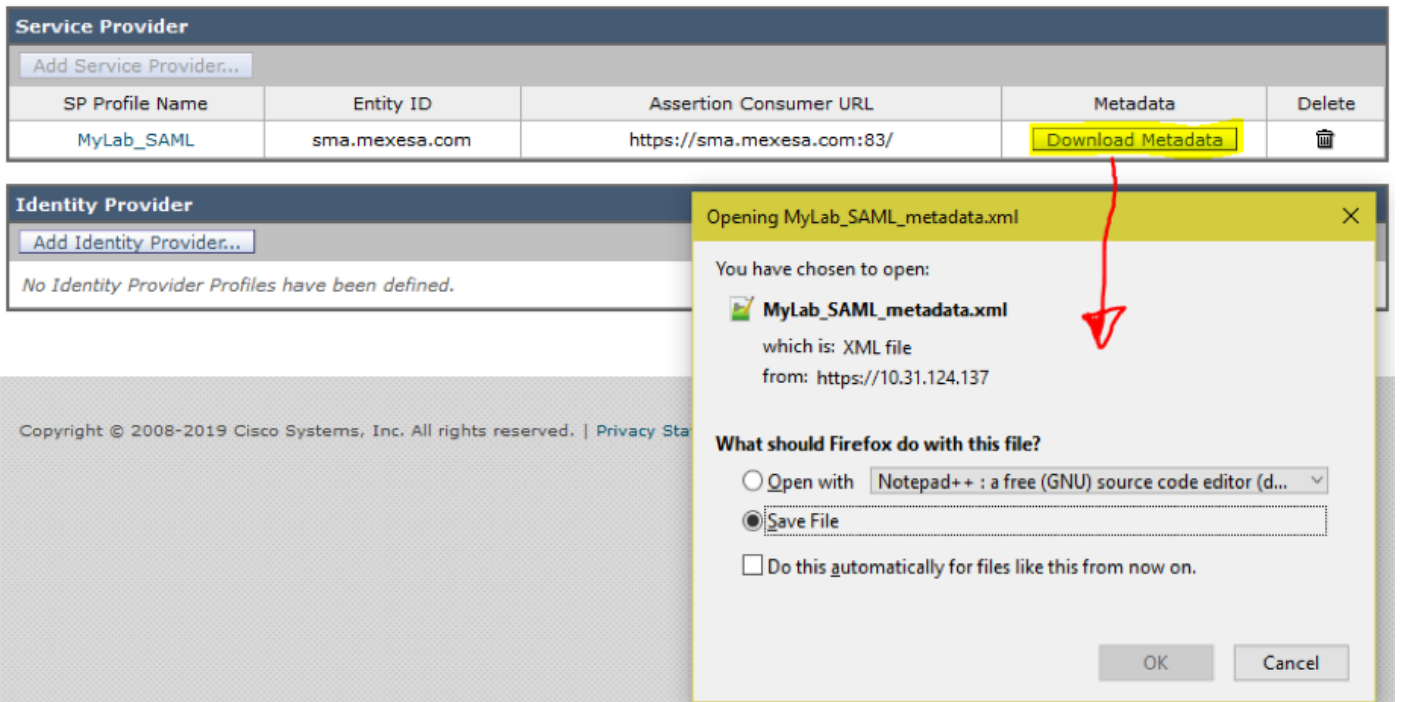 Service Provider
Add Service Provider...
SP Profile Name Entity ID Assertion Consumer URL Metadata Delete
MyLab_SAML sma.mexesa.com https://sma.mexesa.com:83/ Download Metadata
Identity Provider
Add Identity Provider...
No Identity Provider Profiles have been defined.
Opening MyLab_SAML_metadata.xml
You have chosen to open:
MyLab_SAML_metadata.xml
which is: XML file
from: https://10.31.124.137
What should Firefox do with this file?
Open with Notepad++ : a free (GNU) source code editor (d...
Save File
Do this automatically for files like this from now on.
OK Cancel
Copyright © 2008-2019 Cisco Systems, Inc. All rights reserved. | Privacy Sta